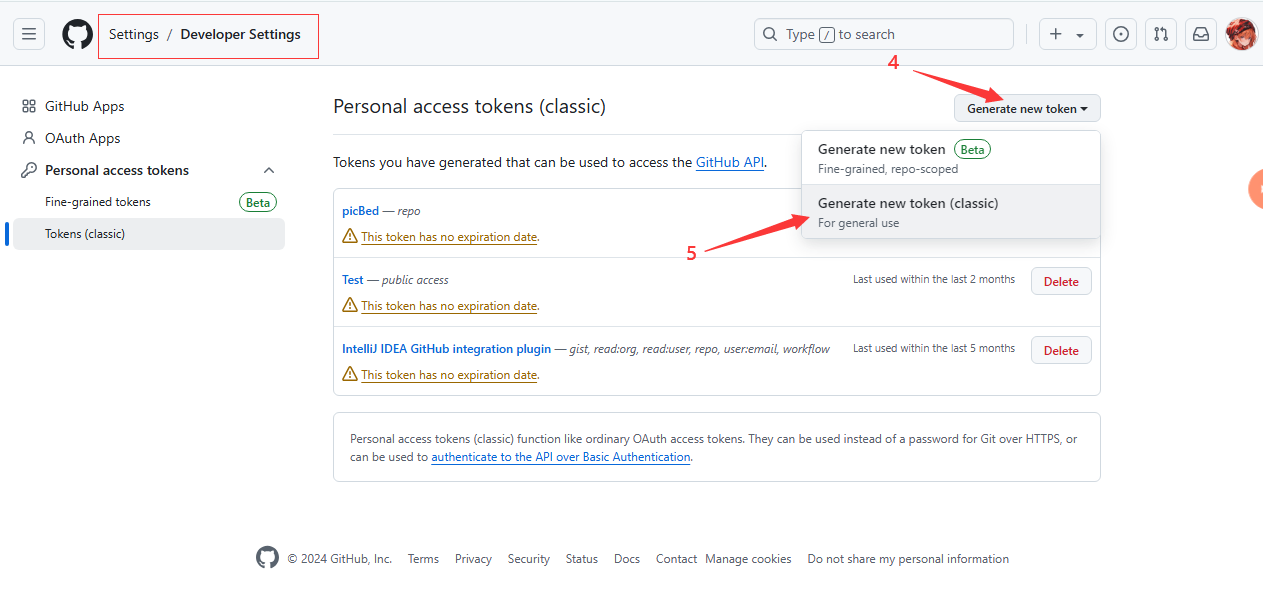 Settings / Developer Settings
Type / to search
4
GitHub Apps
OAuth Apps
Personal access tokens
Fine-grained tokens Beta
Tokens (classic)
Personal access tokens (classic)
Generate new token
Tokens you have generated that can be used to access the GitHub API.
Generate new token Beta
Fine-grained, repo-scoped
Generate new token (classic)
For general use
5
picBed — repo
This token has no expiration date.
Test — public access
Last used within the last 2 months
Delete
This token has no expiration date.
IntelliJ IDEA GitHub integration plugin — gist, read:org, read:user, repo, user:email, workflow
Last used within the last 5 months
Delete
This token has no expiration date.
Personal access tokens (classic) function like ordinary OAuth access tokens. They can be used instead of a password for Git over HTTPS, or
can be used to authenticate to the API over Basic Authentication.
© 2024 GitHub, Inc. Terms Privacy Security Status Docs Contact Manage cookies Do not share my personal information